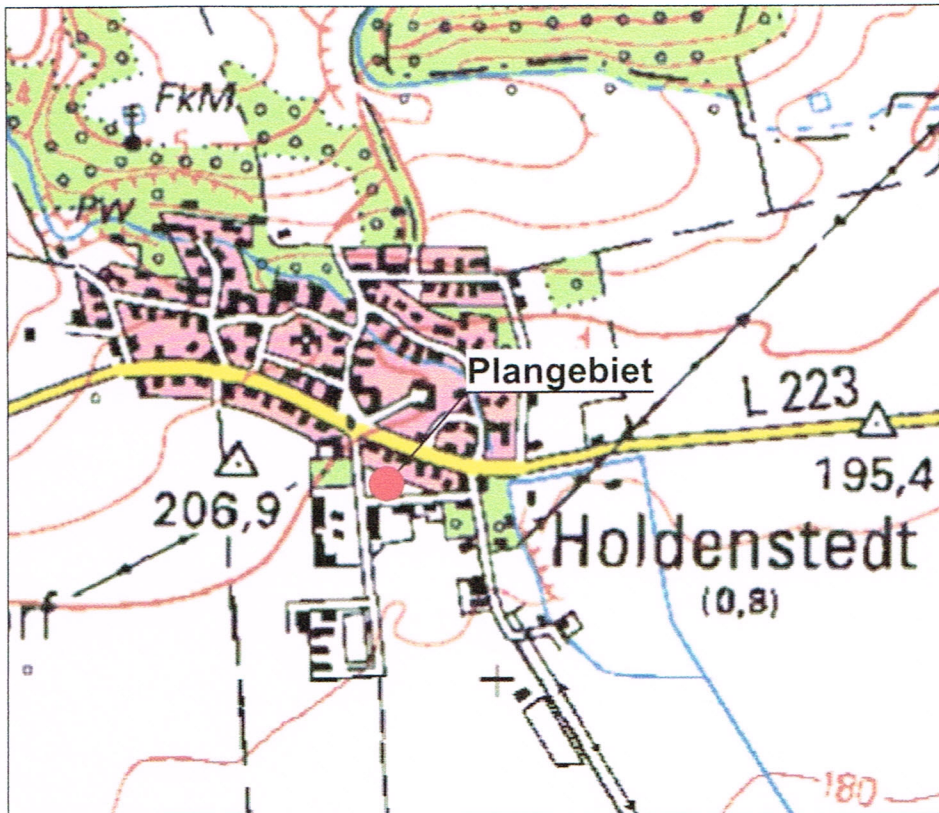 FkM
PW
Plangebiet
L 223
206,9
195,4
Holdenstedt
(0,8)
rf
180